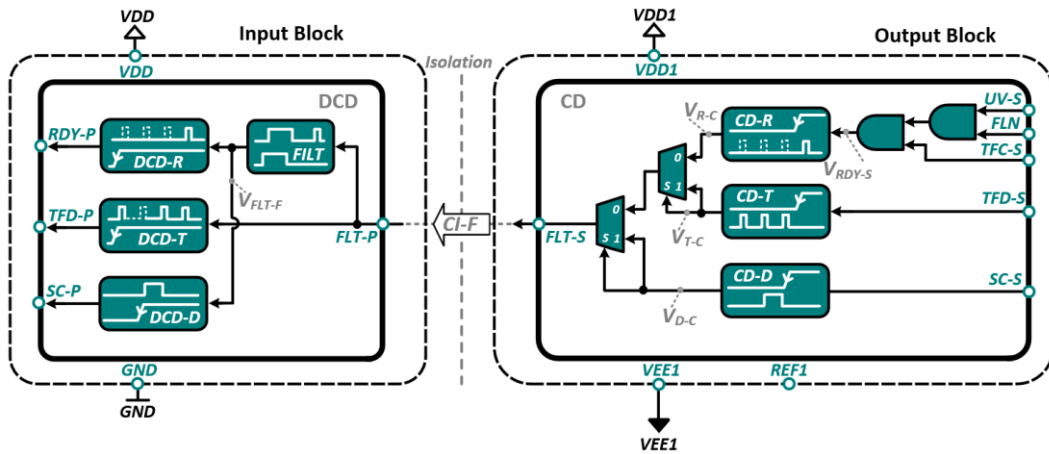 VDD
Input Block
VDD
DCD
RDY-P
DCD-R
FILT
V_FLT-F
TFD-P
DCD-T
FLT-P
SC-P
DCD-D
GND
GND
Isolation
CI-F
VDD1
Output Block
VDD1
CD
UV-S
V_R-C
CD-R
FLN
TFC-S
V_RDY-S
0
S 1
CD-T
TFD-S
V_T-C
0
S 1
FLT-S
CD-D
SC-S
V_D-C
VEE1
REF1
VEE1